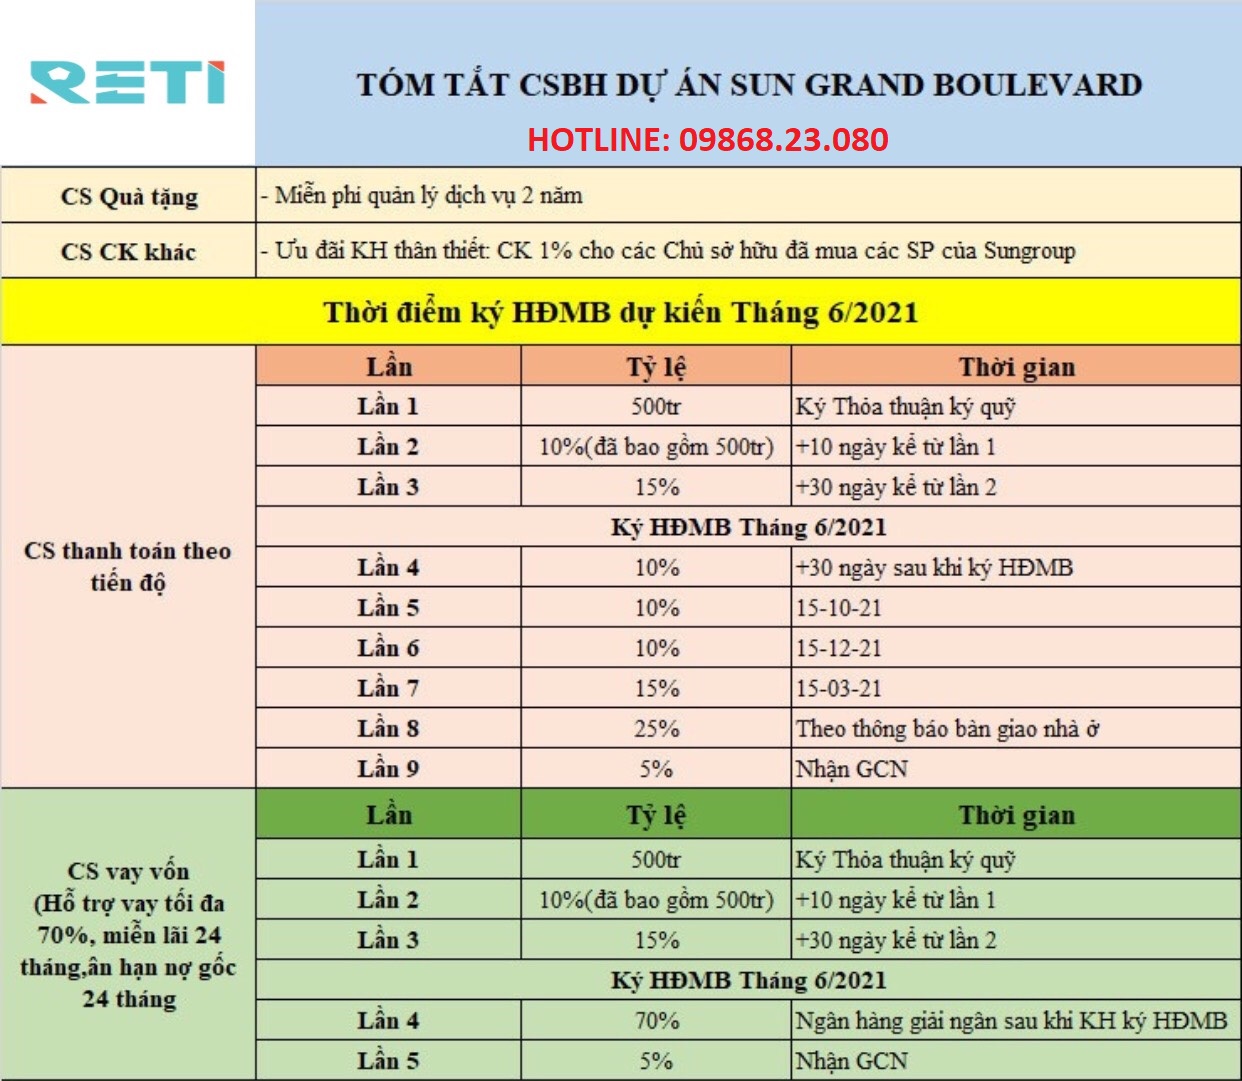 RETI
TÓM TẮT CSBH DỰ ÁN SUN GRAND BOULEVARD
HOTLINE: 09868.23.080
CS Quà tặng
- Miễn phí quản lý dịch vụ 2 năm
CS CK khác
- Ưu đãi KH thân thiết: CK 1% cho các Chủ sở hữu đã mua các SP của Sungroup
Thời điểm ký HĐMB dự kiến Tháng 6/2021
CS thanh toán theo
tiến độ
Lần Tỷ lệ Thời gian
Lần 1 500tr Ký Thỏa thuận ký quỹ
Lần 2 10%(đã bao gồm 500tr) +10 ngày kể từ lần 1
Lần 3 15% +30 ngày kể từ lần 2
Ký HĐMB Tháng 6/2021
Lần 4 10% +30 ngày sau khi ký HĐMB
Lần 5 10% 15-10-21
Lần 6 10% 15-12-21
Lần 7 15% 15-03-21
Lần 8 25% Theo thông báo bàn giao nhà ở
Lần 9 5% Nhận GCN
CS vay vốn
(Hỗ trợ vay tối đa
70%, miễn lãi 24
tháng,ân hạn nợ gốc
24 tháng
Lần Tỷ lệ Thời gian
Lần 1 500tr Ký Thỏa thuận ký quỹ
Lần 2 10%(đã bao gồm 500tr) +10 ngày kể từ lần 1
Lần 3 15% +30 ngày kể từ lần 2
Ký HĐMB Tháng 6/2021
Lần 4 70% Ngân hàng giải ngân sau khi KH ký HĐMB
Lần 5 5% Nhận GCN